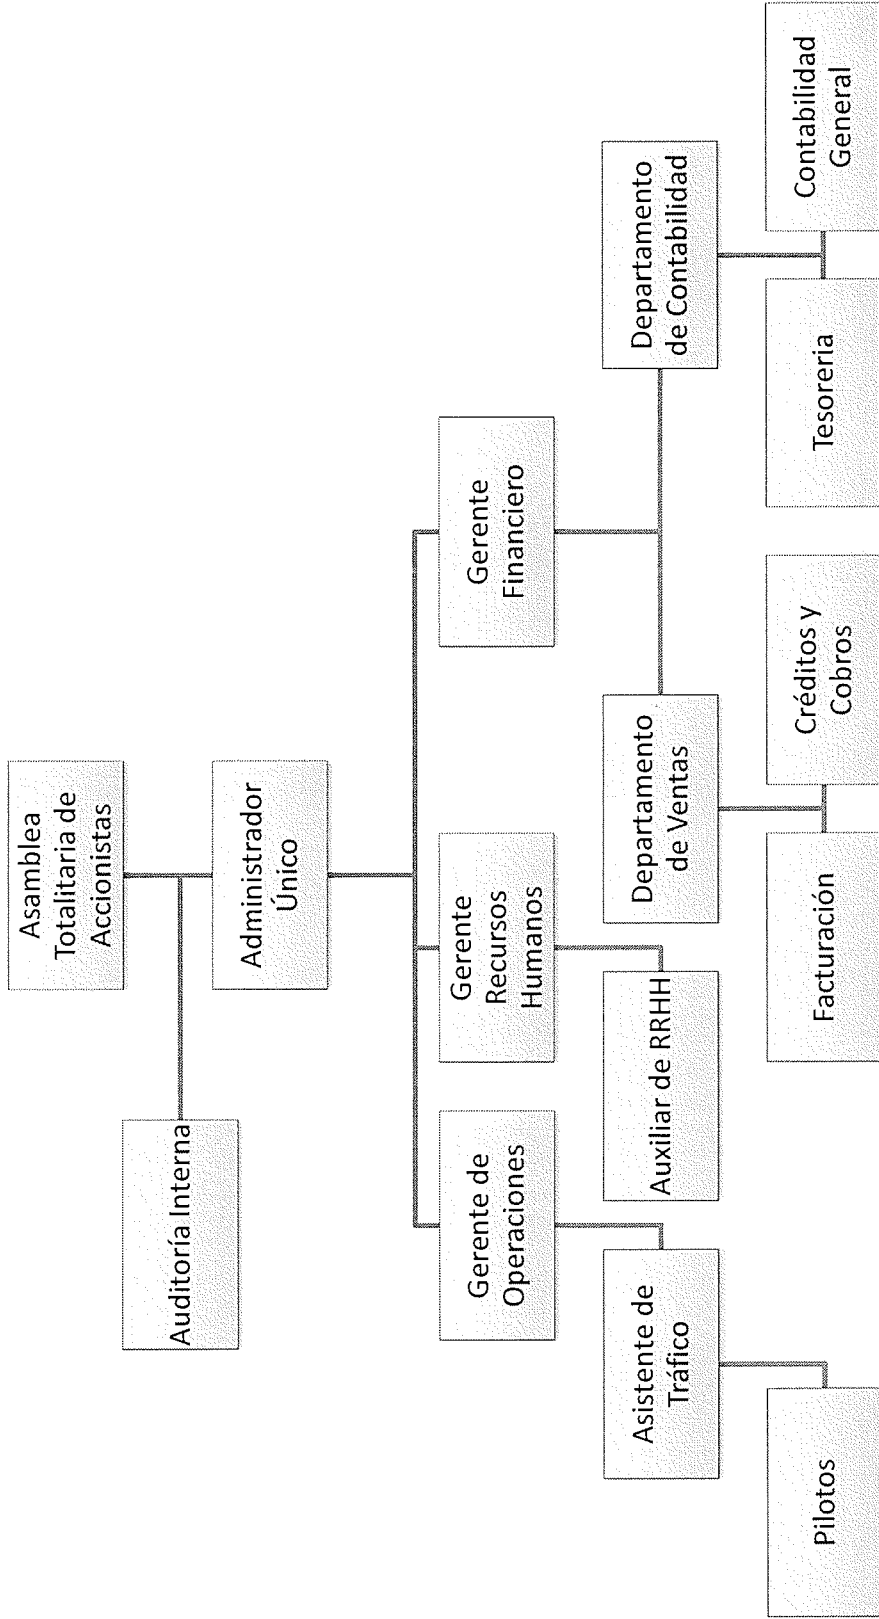 Asamblea
Totalitaria de
Accionistas
Auditoría Interna
Administrador
Único
Gerente de
Operaciones
Gerente
Recursos
Humanos
Gerente
Financiero
Asistente de
Tráfico
Auxiliar de RRHH
Departamento
de Ventas
Departamento
de Contabilidad
Pilotos
Facturación
Créditos y
Cobros
Tesoreria
Contabilidad
General